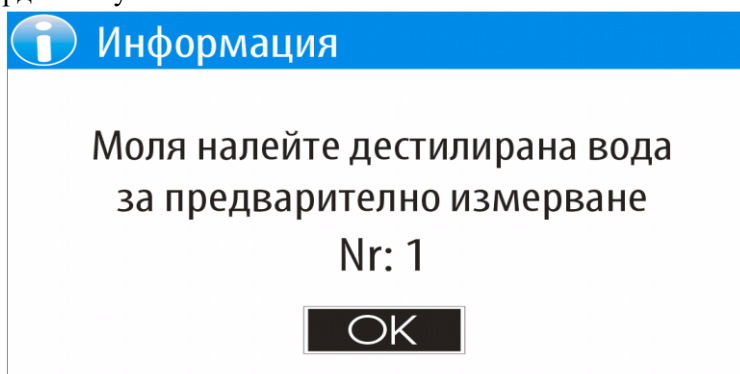 Информация
Моля налейте дестилирана вода
за предварително измерване
Nr: 1
OK